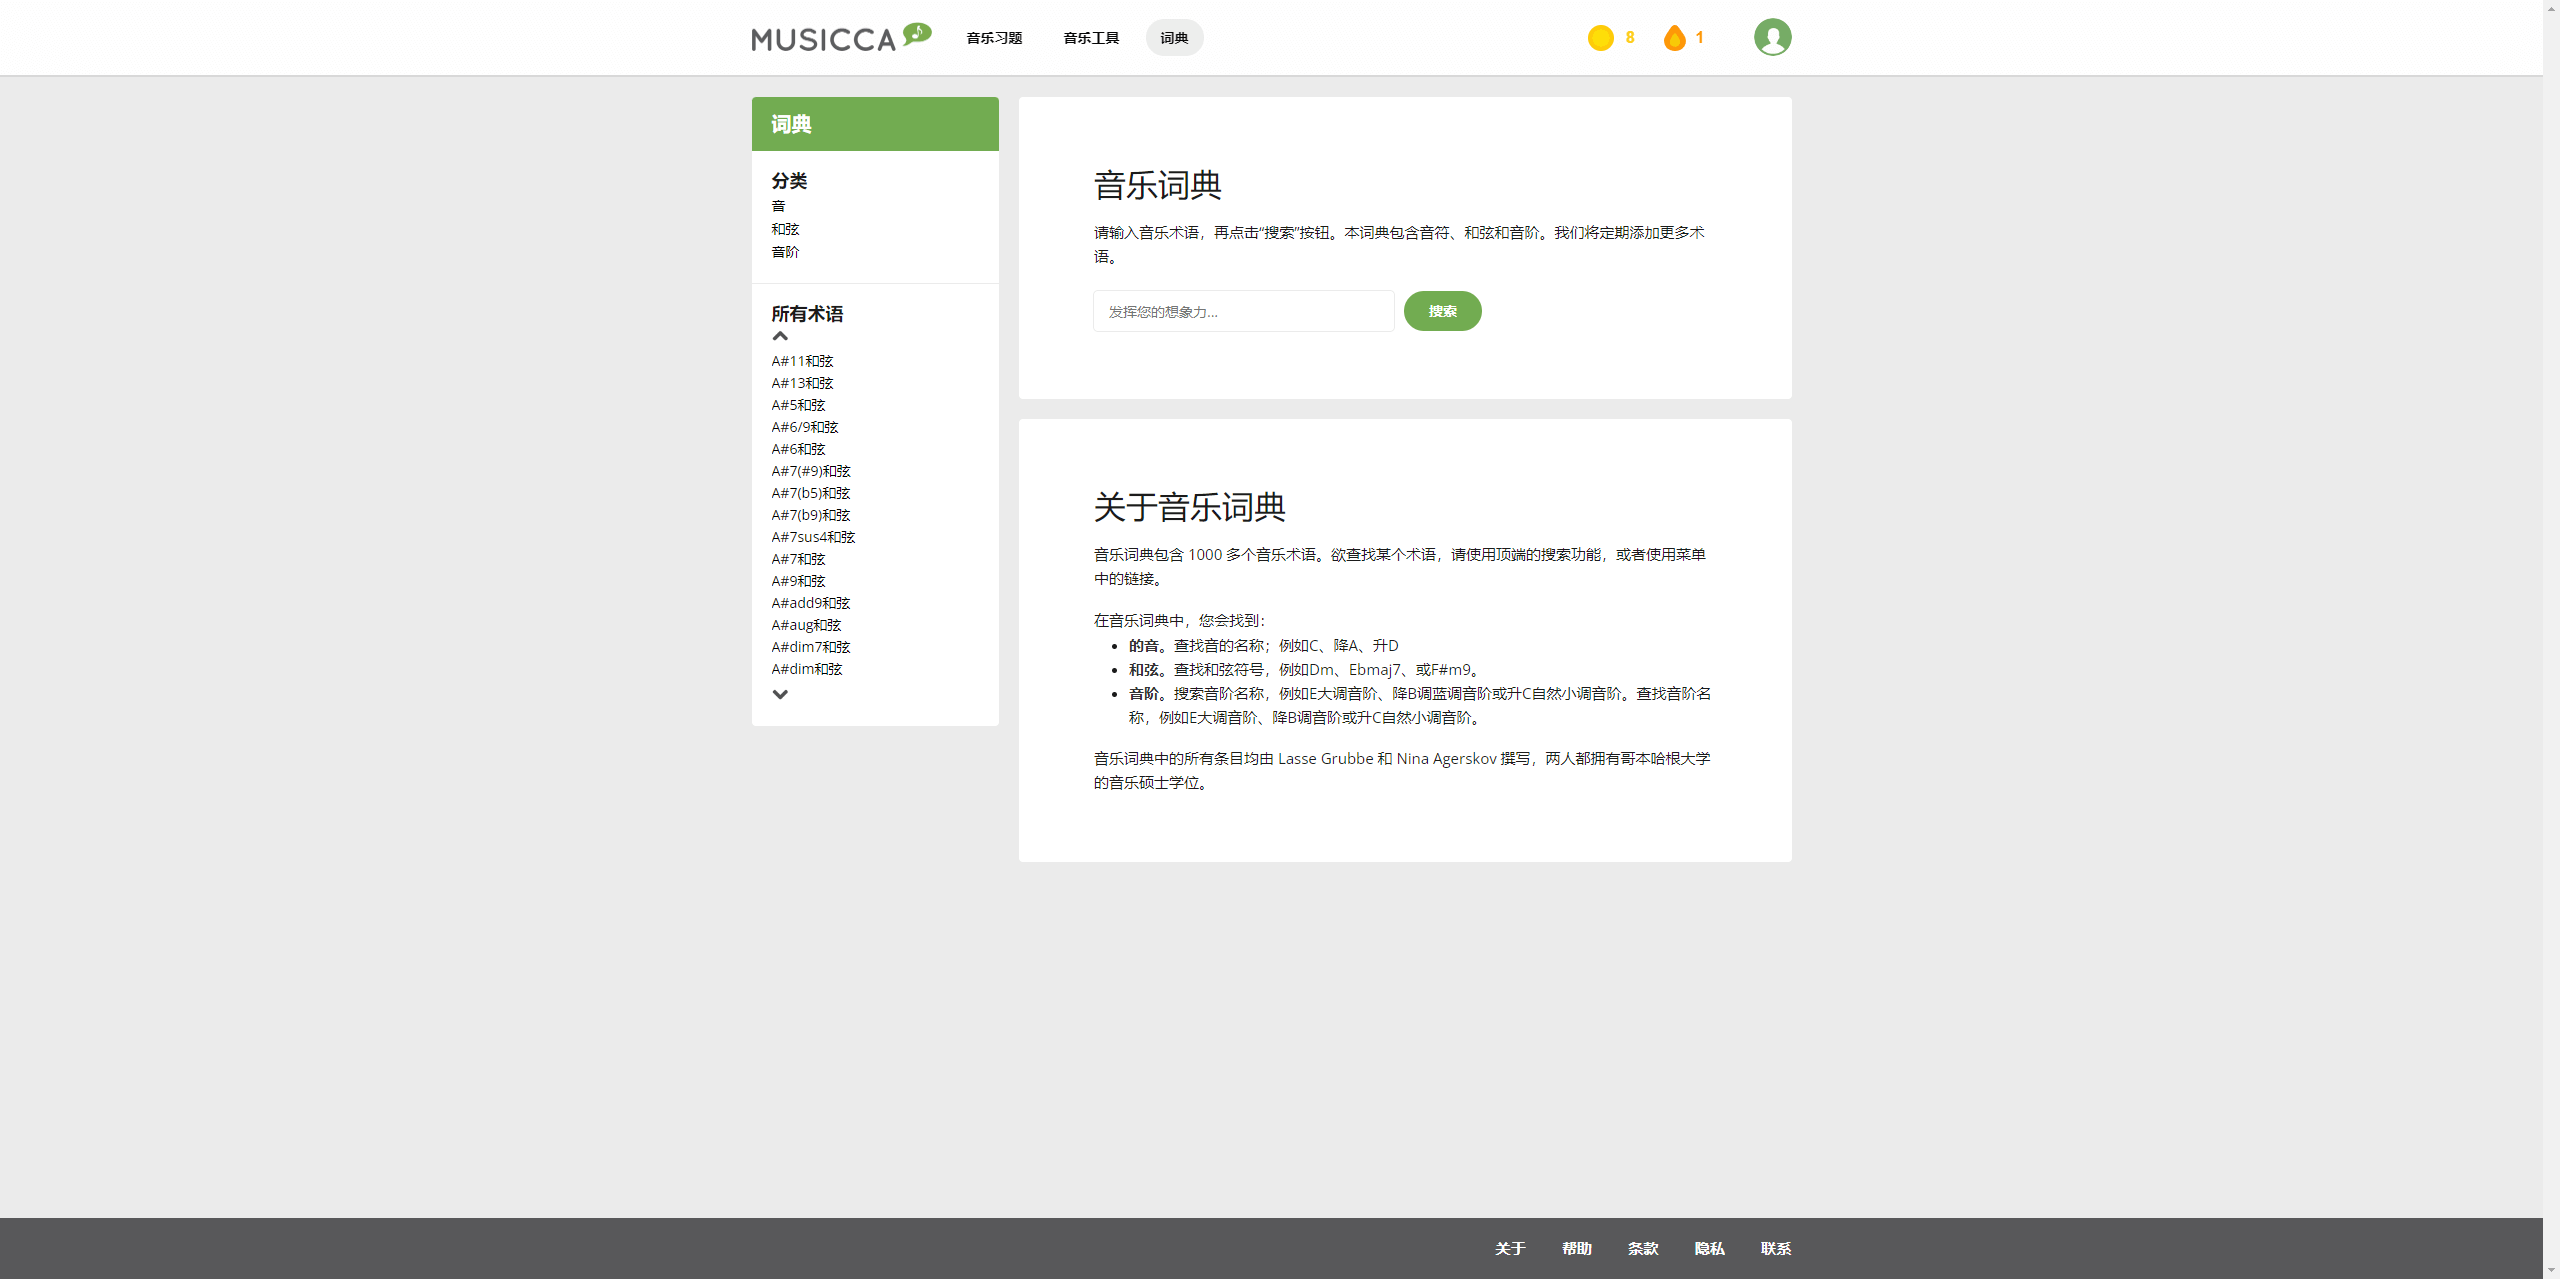 MUSICCA
音乐习题
音乐工具
词典
8
1
词典
分类
音
和弦
音阶
所有术语
A#11和弦
A#13和弦
A#5和弦
A#6/9和弦
A#6和弦
A#7(#9)和弦
A#7(b5)和弦
A#7(b9)和弦
A#7sus4和弦
A#7和弦
A#9和弦
A#add9和弦
A#aug和弦
A#dim7和弦
A#dim和弦
音乐词典
请输入音乐术语，再点击“搜索”按钮。本词典包含音符、和弦和音阶。我们将定期添加更多术
语。
发挥您的想象力...
搜索
关于音乐词典
音乐词典包含 1000 多个音乐术语。欲查找某个术语，请使用顶端的搜索功能，或者使用菜单
中的链接。
在音乐词典中，您会找到：
• 的音。查找音的名称；例如C、降A、升D
• 和弦。查找和弦符号，例如Dm、Ebmaj7、或F#m9。
• 音阶。搜索音阶名称，例如E大调音阶、降B调蓝调音阶或升C自然小调音阶。查找音阶名
称，例如E大调音阶、降B调音阶或升C自然小调音阶。
音乐词典中的所有条目均由 Lasse Grubbe 和 Nina Agerskov 撰写，两人都拥有哥本哈根大学
的音乐硕士学位。
关于
帮助
条款
隐私
联系